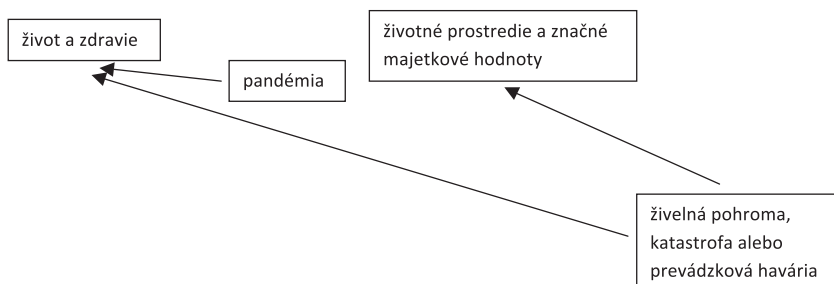 život a zdravie
pandémia
životné prostredie a značné
majetkové hodnoty
živelná pohroma,
katastrofa alebo
prevádzková havária